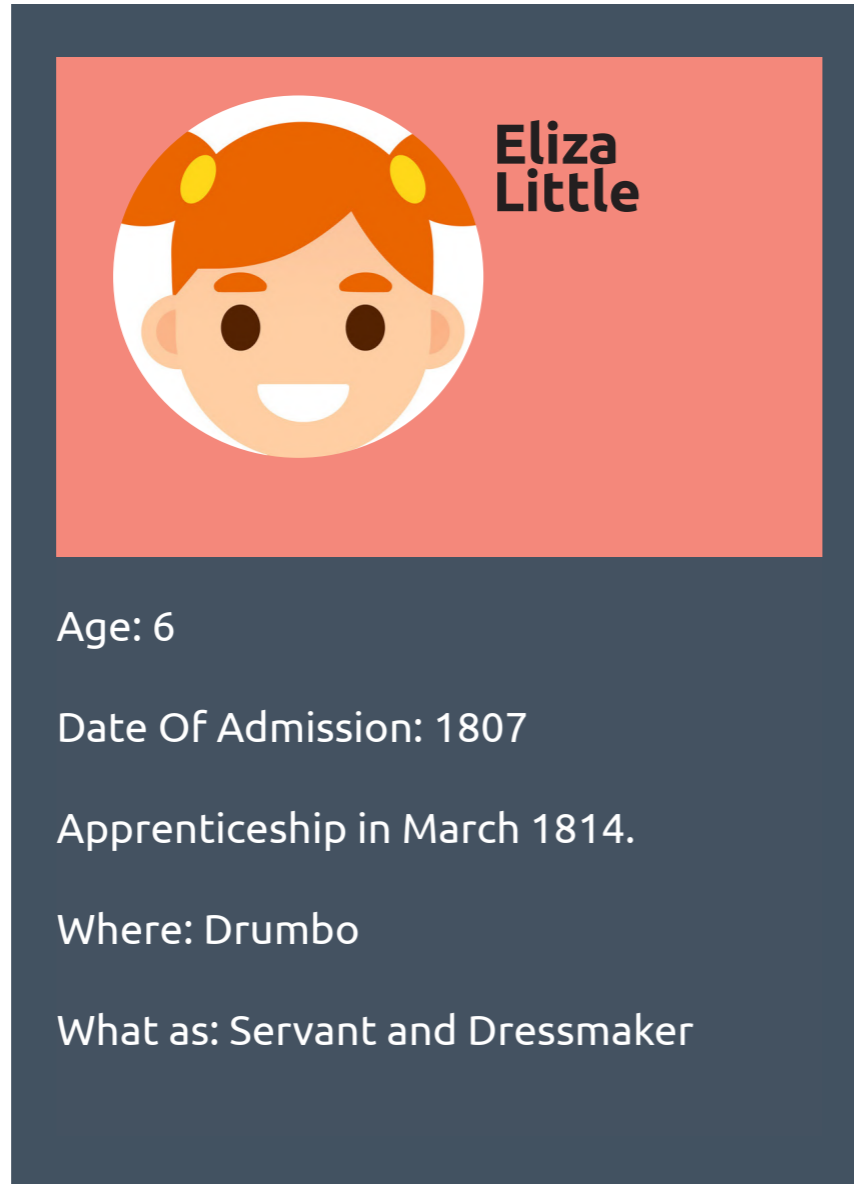 Eliza
Little
Age: 6
Date Of Admission: 1807
Apprenticeship in March 1814.
Where: Drumbo
What as: Servant and Dressmaker